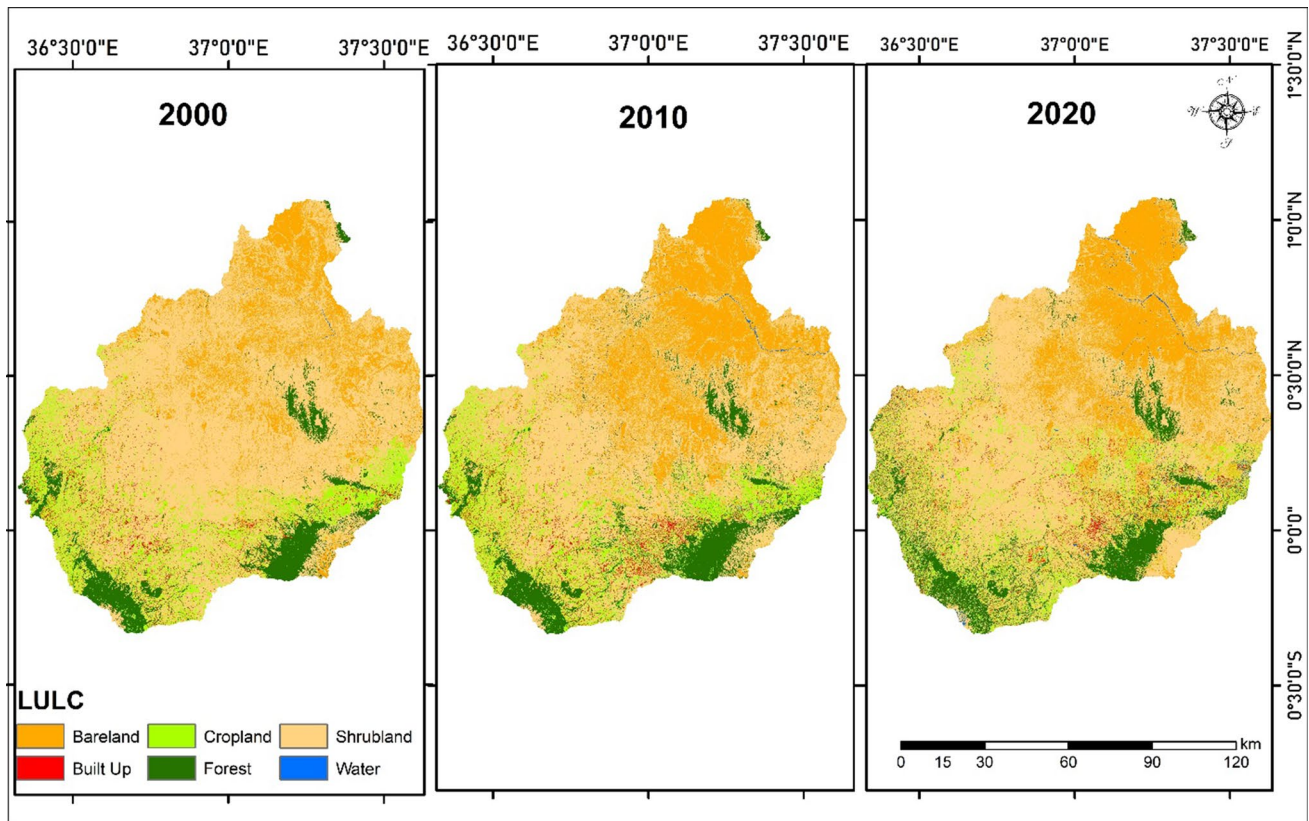 36°30'0"E 37°0'0"E 37°30'0"E 36°30'0"E 37°0'0"E 37°30'0"E 36°30'0"E 37°0'0"E 37°30'0"E
1°30'0"N
2000 2010 2020
1°0'0"N
0°30'0"N
0°0'0"
0°30'0"S
LULC
Bareland Cropland Shrubland
Built Up Forest Water
km
0 15 30 60 90 120